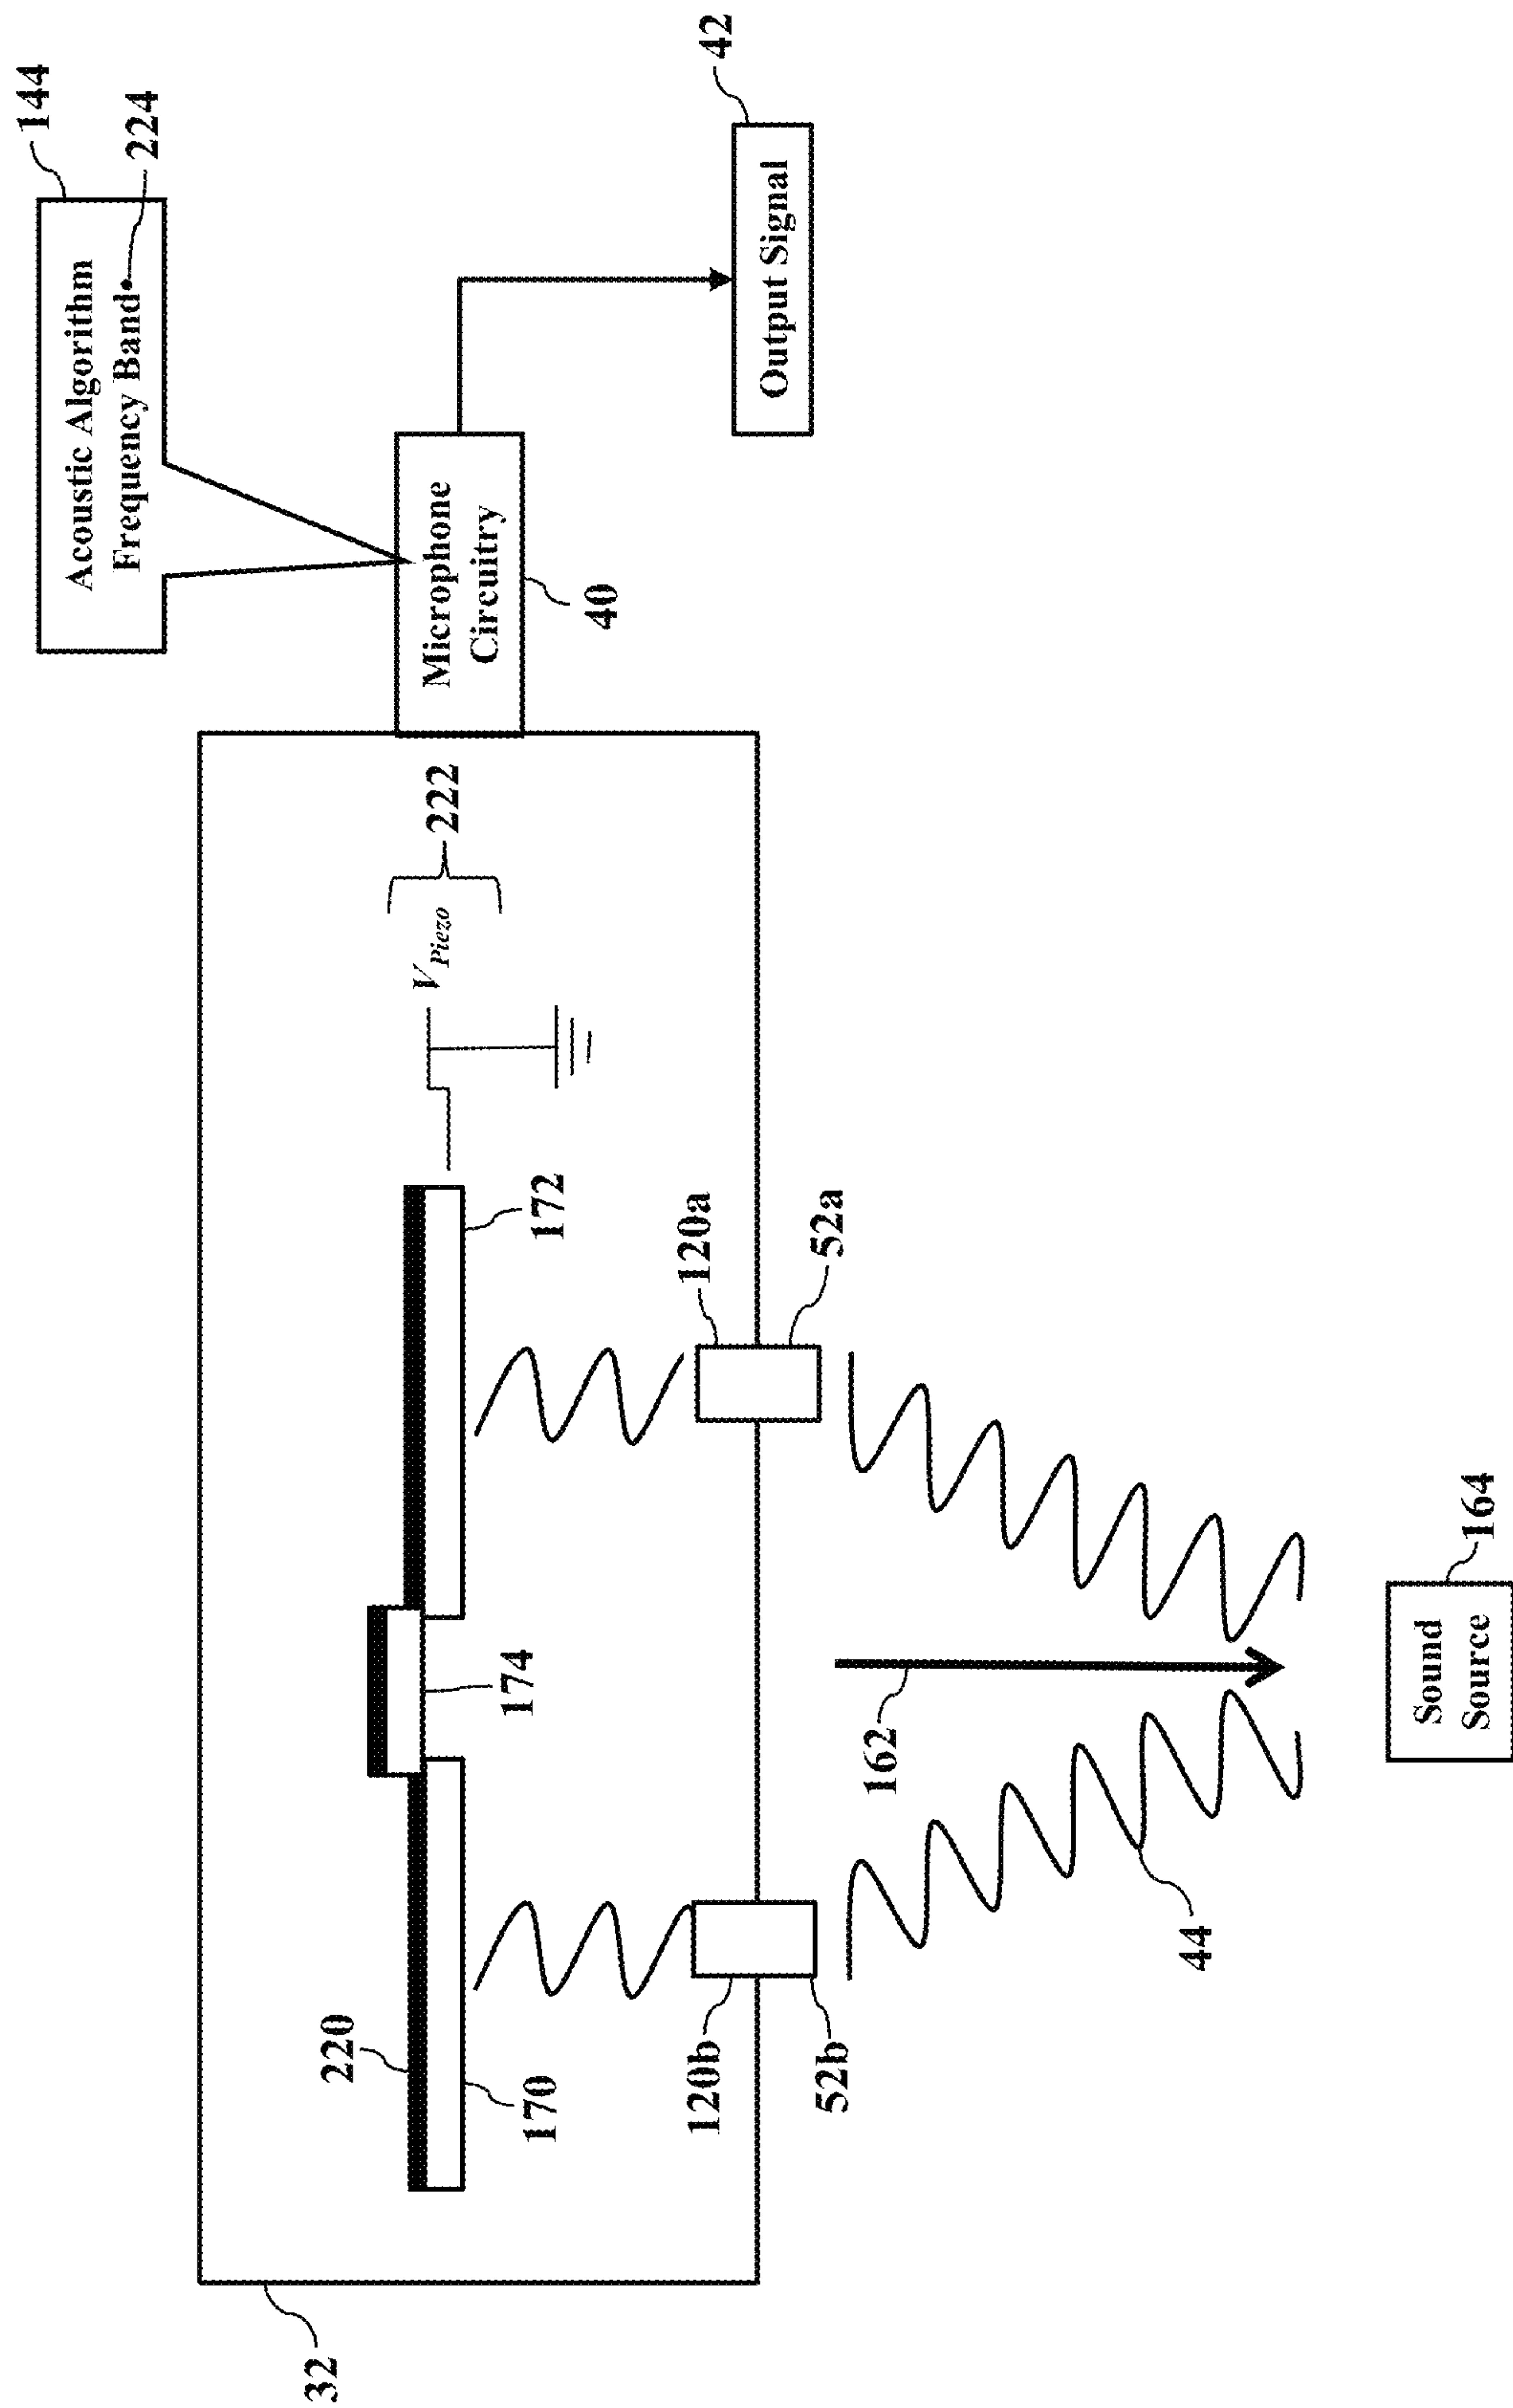 144
Acoustic Algorithm
Frequency Band•
224
32
Microphone
Circuitry
40
V Piezo
222
42
Output Signal
220
170
174
172
120b
52b
120a
52a
162
44
Sound
Source
164